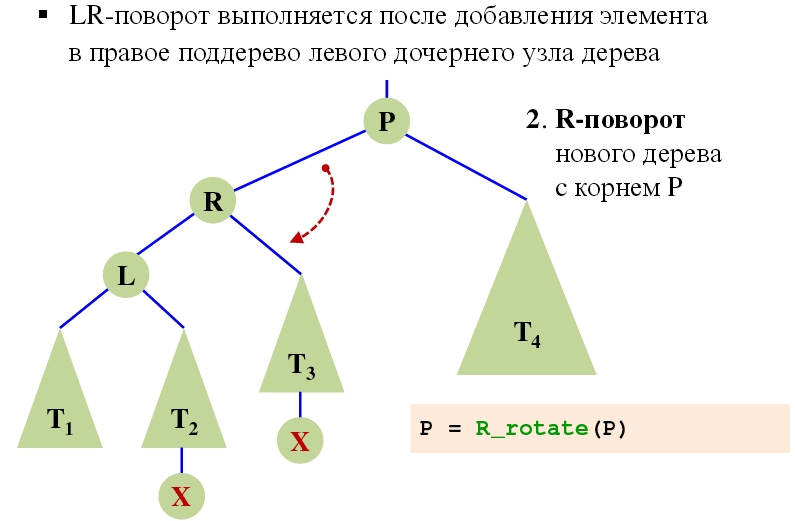 ▪ LR-поворот выполняется после добавления элемента
в правое поддерево левого дочернего узла дерева
P
2. R-поворот
нового дерева
с корнем P
R
L
T4
T3
T1
T2
X
P = R_rotate(P)
X